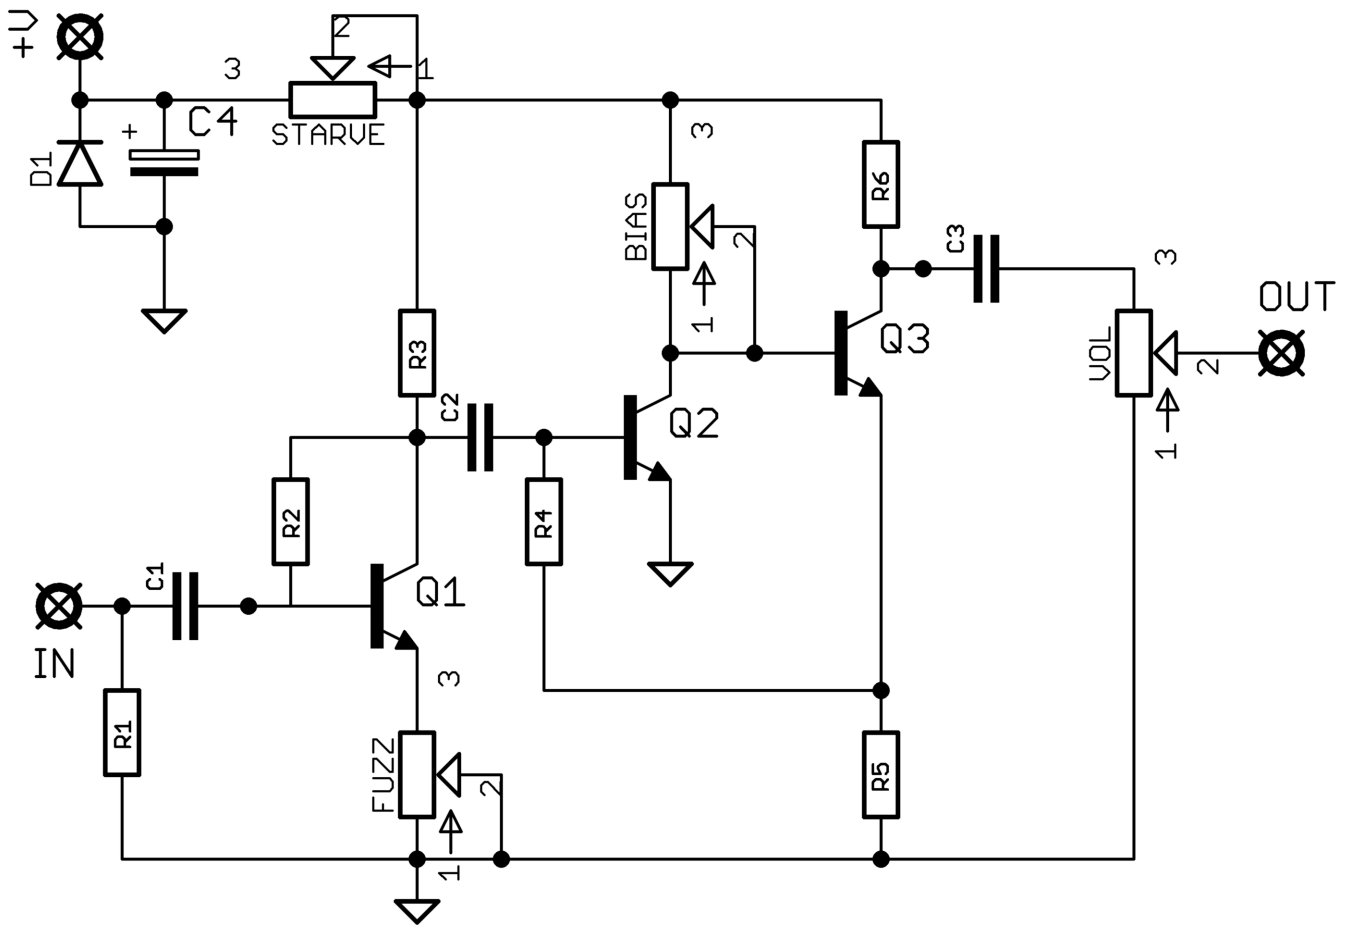 +V
2
3
1
C4
+
STARVE
D1
3
R6
BIAS
2
C3
3
OUT
1
Q3
VOL
2
R3
C2
Q2
1
R2
R4
C1
Q1
IN
3
R1
FUZZ
2
R5
1